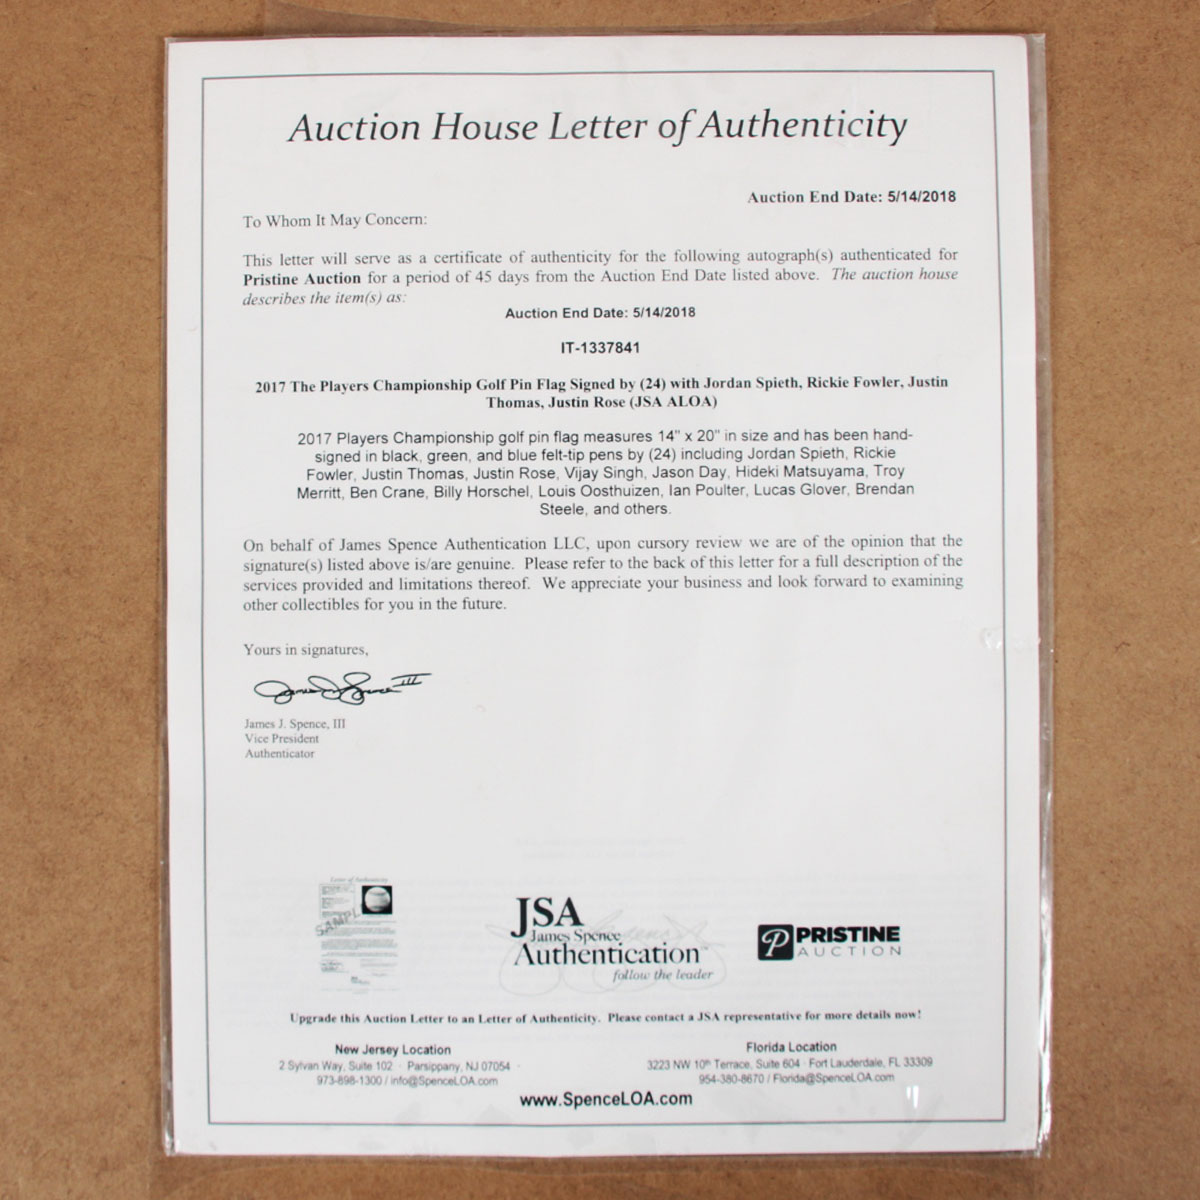 Auction House Letter of Authenticity
Auction End Date: 5/14/2018
To Whom It May Concern:
This letter will serve as a certificate of authenticity for the following autograph(s) authenticated for
Pristine Auction for a period of 45 days from the Auction End Date listed above. The auction house
describes the item(s) as:
Auction End Date: 5/14/2018
IT-1337841
2017 The Players Championship Golf Pin Flag Signed by (24) with Jordan Spieth, Rickie Fowler, Justin
Thomas, Justin Rose (JSA ALOA)
2017 Players Championship golf pin flag measures 14" x 20" in size and has been hand-
signed in black, green, and blue felt-tip pens by (24) including Jordan Spieth, Rickie
Fowler, Justin Thomas, Justin Rose, Vijay Singh, Jason Day, Hideki Matsuyama, Troy
Merritt, Ben Crane, Billy Horschel, Louis Oosthuizen, Ian Poulter, Lucas Glover, Brendan
Steele, and others.
On behalf of James Spence Authentication LLC, upon cursory review we are of the opinion that the
signature(s) listed above is/are genuine. Please refer to the back of this letter for a full description of the
services provided and limitations thereof. We appreciate your business and look forward to examining
other collectibles for you in the future.
Yours in signatures,
James J. Spence III
James J. Spence, III
Vice President
Authenticator
Letter of Authenticity
SAMPLE
JSA
James Spence
Authentication™
follow the leader
P PRISTINE
AUCTION
Upgrade this Auction Letter to an Letter of Authenticity. Please contact a JSA representative for more details now!
New Jersey Location
2 Sylvan Way, Suite 102 · Parsippany, NJ 07054 ·
973-898-1300 / info@SpenceLOA.com
Florida Location
3223 NW 10th Terrace, Suite 604 · Fort Lauderdale, FL 33309
954-380-8670 / Florida@SpenceLOA.com
www.SpenceLOA.com